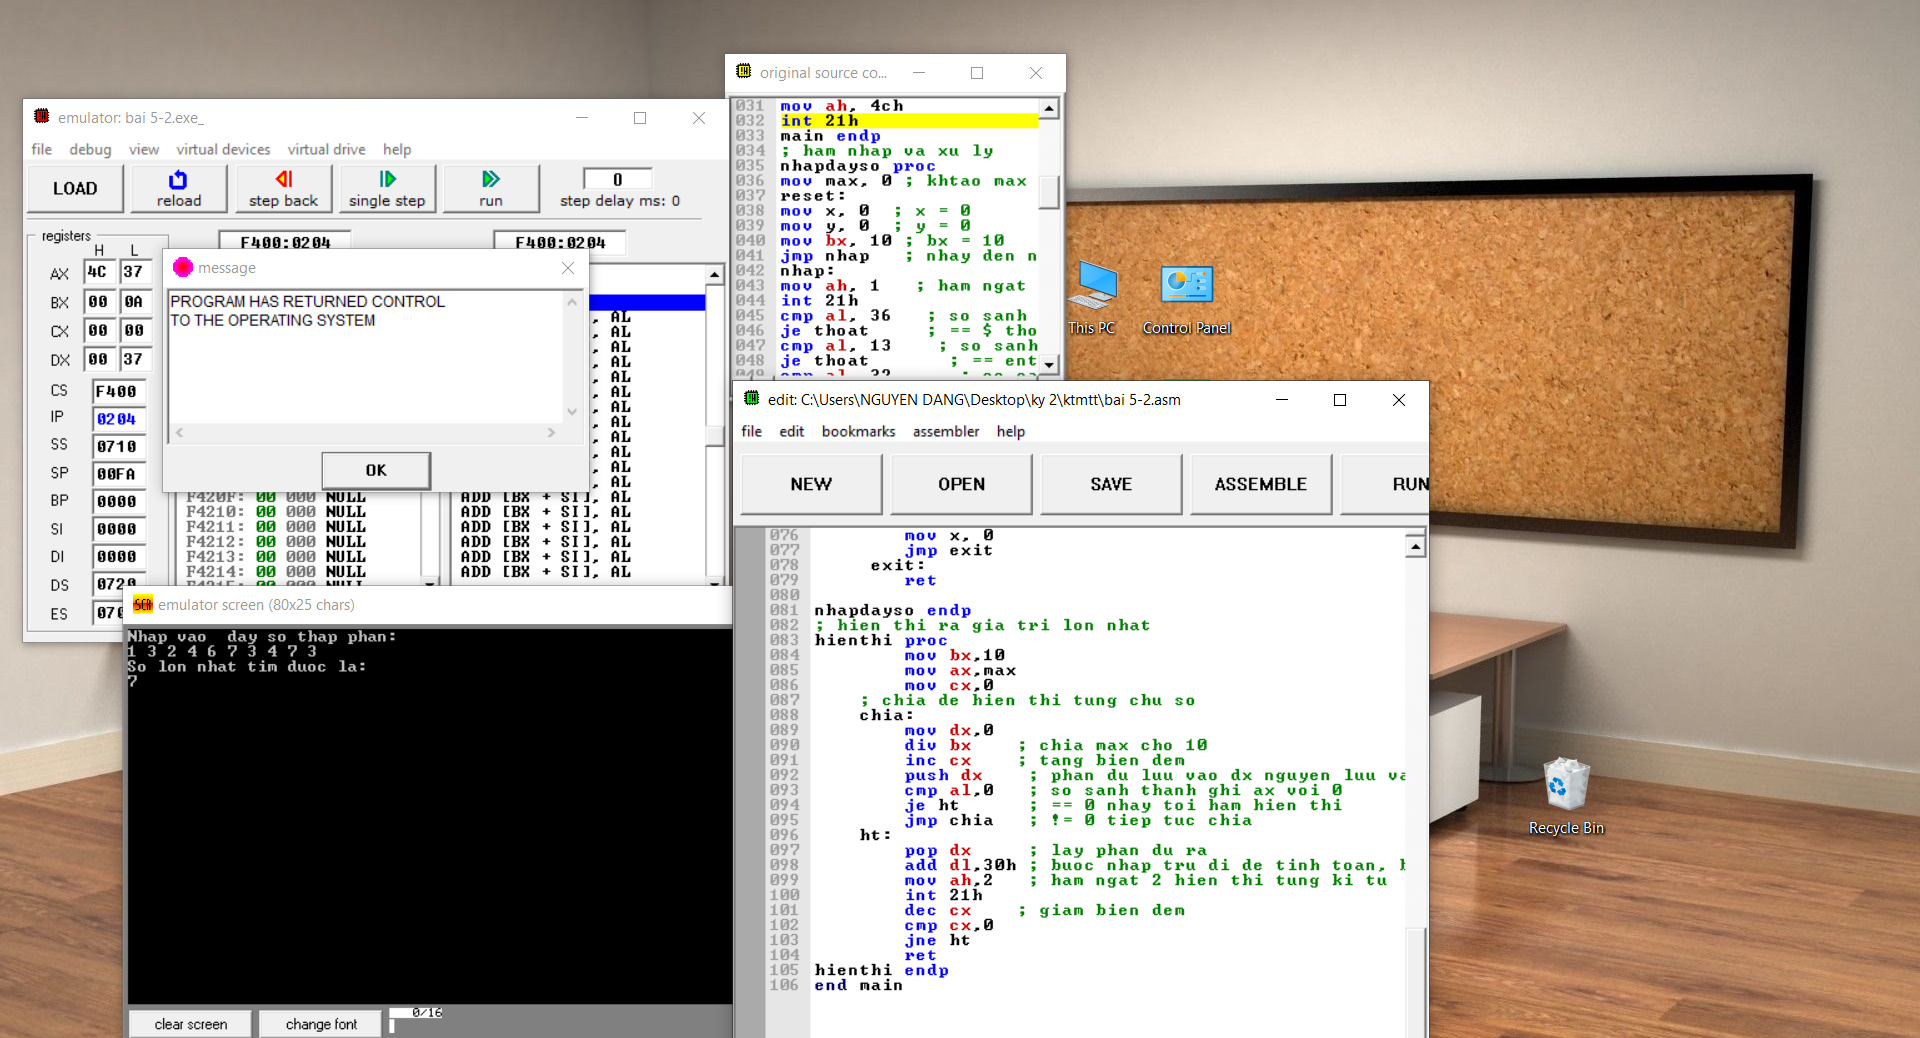 original source co...
031 mov ah, 4ch
032 int 21h
033 main endp
034 ; ham nhap va xu ly
035 nhapdayso proc
036 mov max, 0 ; khtao max
037 reset:
038 mov x, 0 ; x = 0
039 mov y, 0 ; y = 0
040 mov bx, 10 ; bx = 10
041 jmp nhap ; nhay den n
042 nhap:
043 mov ah, 1 ; ham ngat
044 int 21h
045 cmp al, 36 ; so sanh
046 je thoat ; == $ tho
047 cmp al, 13 ; so sanh
048 je thoat ; == ent
emulator: bai 5-2.exe_
file debug view virtual devices virtual drive help
LOAD reload step back single step run
0
step delay ms: 0
registers
F400:0204 F400:0204
H L
AX 4C 37
BX 00 0A
CX 00 00
DX 00 37
CS F400
IP 0204
SS 0710
SP 00FA
BP 0000
SI 0000
DI 0000
DS 0720
ES
message
PROGRAM HAS RETURNED CONTROL
TO THE OPERATING SYSTEM
OK
, AL
, AL
, AL
, AL
, AL
, AL
, AL
, AL
, AL
, AL
, AL
, AL
F420F: 00 000 NULL ADD [BX + SI], AL
F4210: 00 000 NULL ADD [BX + SI], AL
F4211: 00 000 NULL ADD [BX + SI], AL
F4212: 00 000 NULL ADD [BX + SI], AL
F4213: 00 000 NULL ADD [BX + SI], AL
F4214: 00 000 NULL ADD [BX + SI], AL
emulator screen (80x25 chars)
Nhap vao  day so thap phan:
1 3 2 4 6 7 3 4 7 3
So lon nhat tim duoc la:
7
clear screen change font 0/16
edit: C:\Users\NGUYEN DANG\Desktop\ky 2\ktmtt\bai 5-2.asm
file edit bookmarks assembler help
NEW OPEN SAVE ASSEMBLE RUN
076 mov x, 0
077 jmp exit
078 exit:
079 ret
080
081 nhapdayso endp
082 ; hien thi ra gia tri lon nhat
083 hienthi proc
084 mov bx,10
085 mov ax,max
086 mov cx,0
087 ; chia de hien thi tung chu so
088 chia:
089 mov dx,0
090 div bx ; chia max cho 10
091 inc cx ; tang bien dem
092 push dx ; phan du luu vao dx nguyen luu va
093 cmp al,0 ; so sanh thanh ghi ax voi 0
094 je ht ; == 0 nhay toi ham hien thi
095 jmp chia ; != 0 tiep tuc chia
096 ht:
097 pop dx ; lay phan du ra
098 add dl,30h ; buoc nhap tru di de tinh toan,
099 mov ah,2 ; ham ngat 2 hien thi tung ki tu
100 int 21h
101 dec cx ; giam bien dem
102 cmp cx,0
103 jne ht
104 ret
105 hienthi endp
106 end main
This PC
Control Panel
Recycle Bin